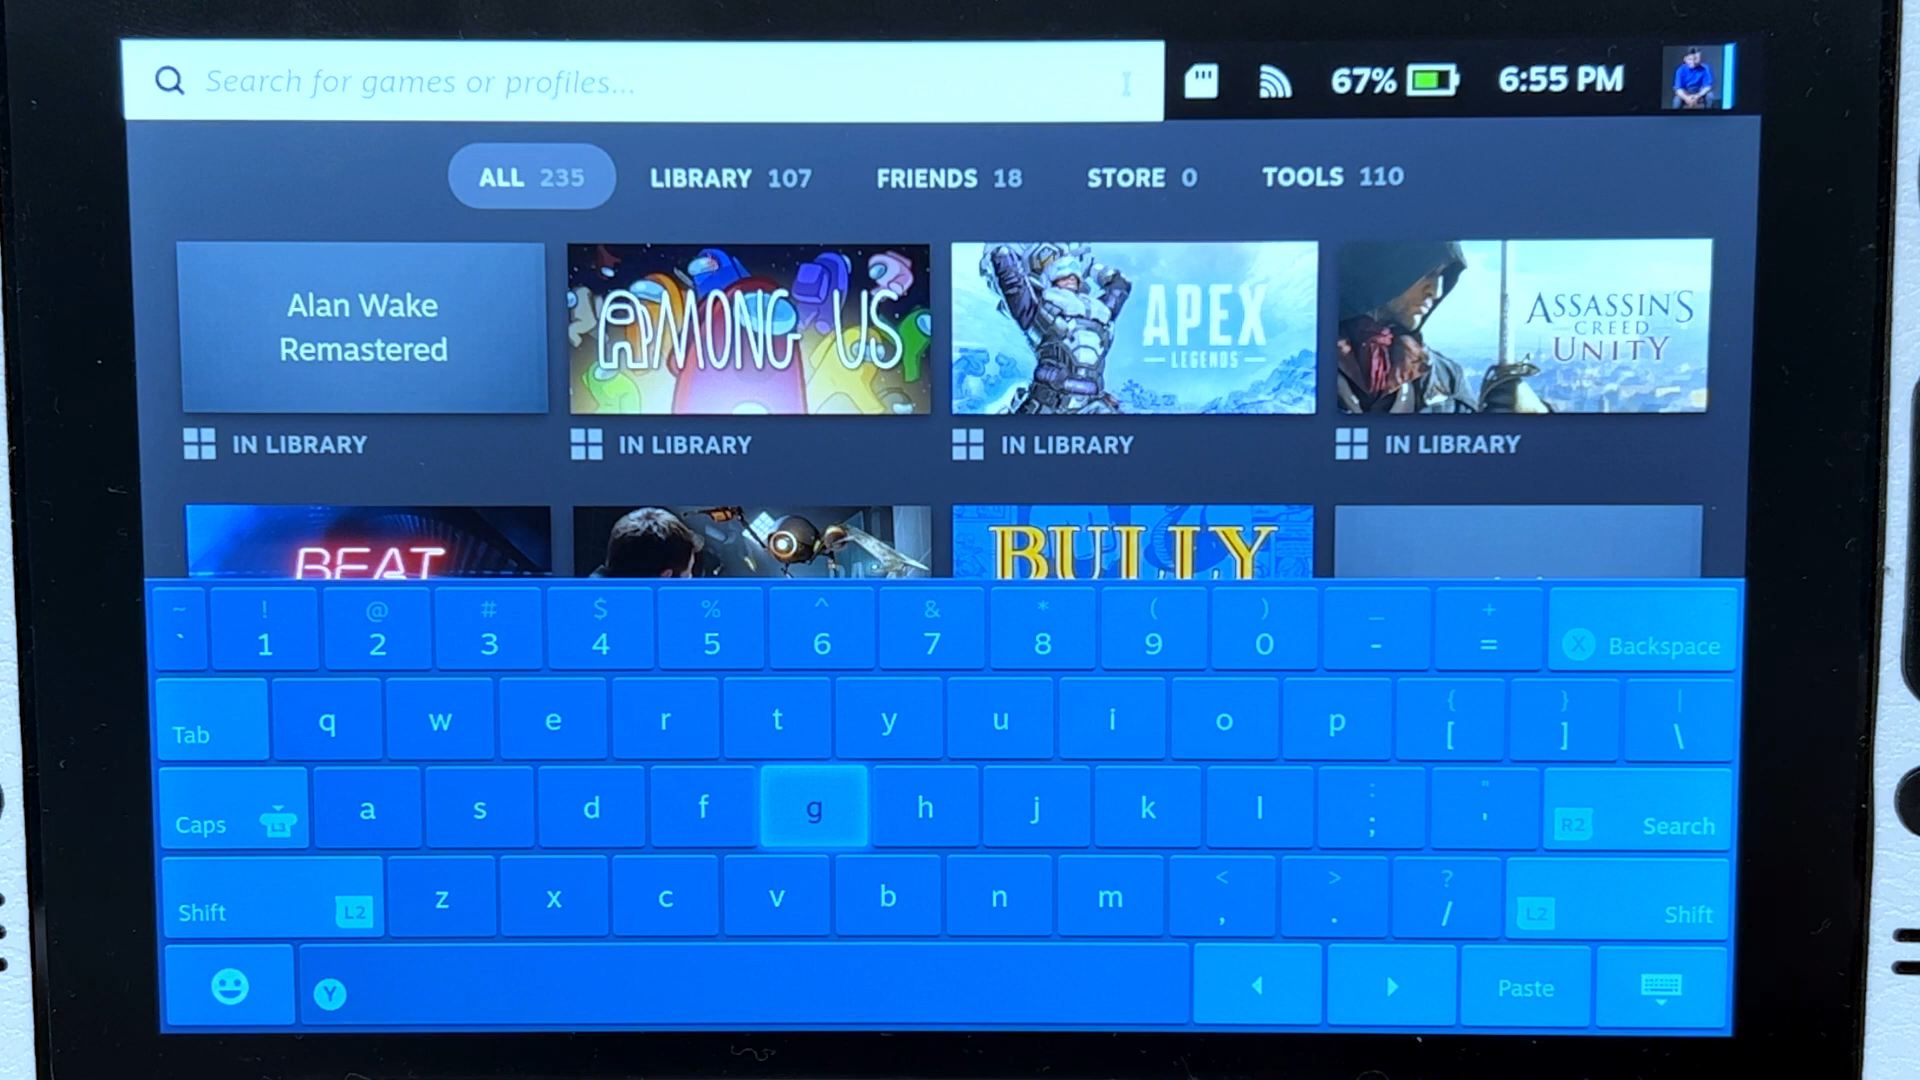 Search for games or profiles...
67% 6:55 PM
ALL 235 LIBRARY 107 FRIENDS 18 STORE 0 TOOLS 110
Alan Wake
Remastered
AMONG US
APEX
LEGENDS
ASSASSIN'S
CREED
UNITY
IN LIBRARY IN LIBRARY IN LIBRARY IN LIBRARY
BEAT
BULLY
~ ! @ # $ % ^ & * ( ) _ +
` 1 2 3 4 5 6 7 8 9 0 - = X Backspace
{ } |
Tab q w e r t y u i o p [ ] \
: "
Caps L3 a s d f g h j k l ; ' R2 Search
< > ?
Shift L2 z x c v b n m , . / L2 Shift
Y Paste